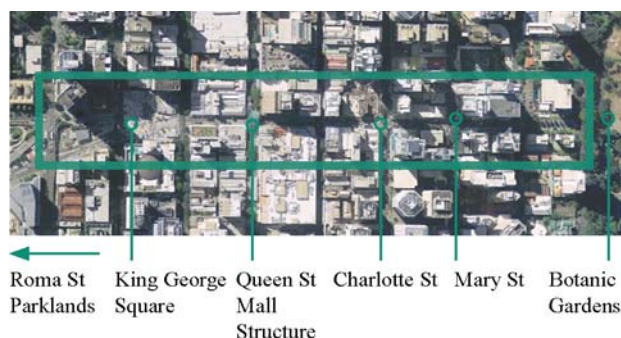 Roma St
Parklands
King George
Square
Queen St
Mall
Structure
Charlotte St
Mary St
Botanic
Gardens